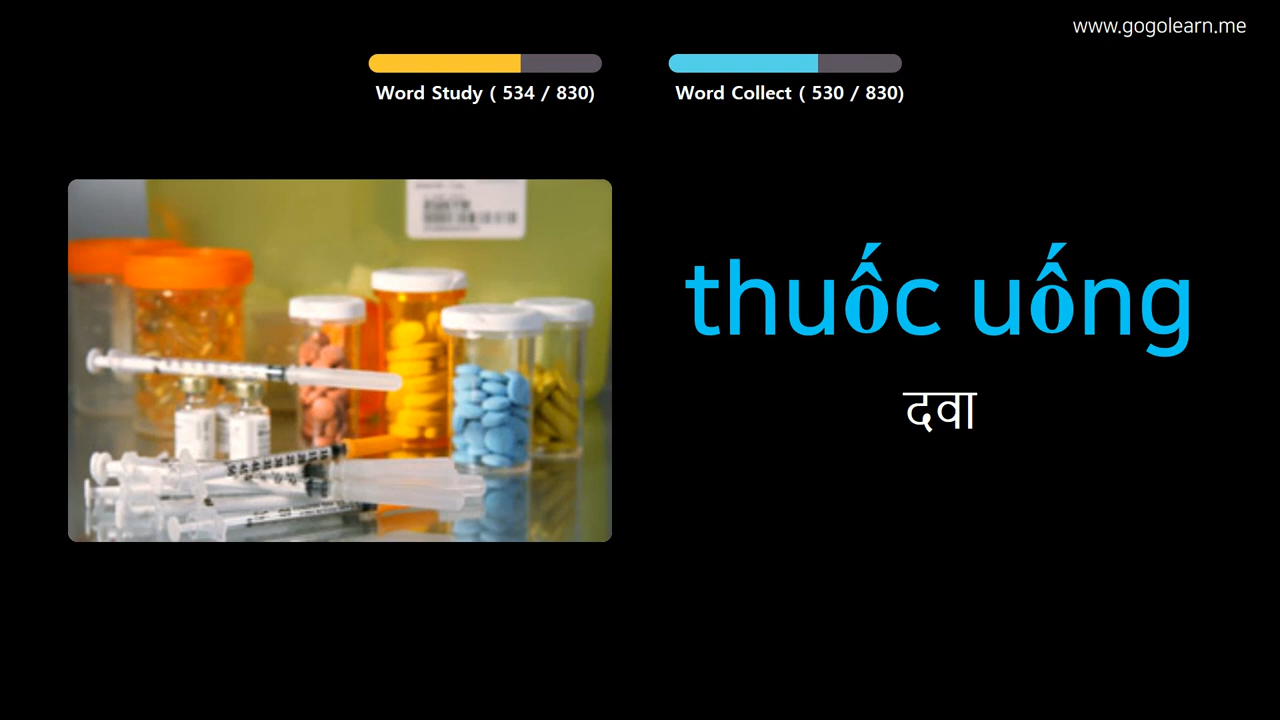 www.gogolearn.me
Word Study ( 534 / 830)
Word Collect ( 530 / 830)
thuốc uống
दवा